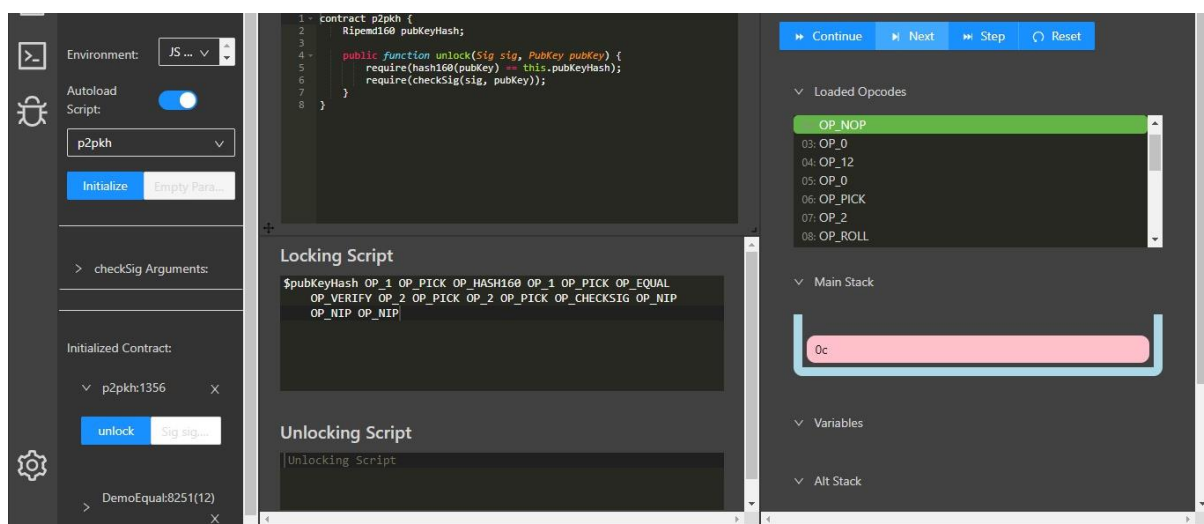 Environment:
JS ...
Autoload
Script:
p2pkh
Initialize
Empty Para...
checkSig Arguments:
Initialized Contract:
p2pkh:1356
X
unlock
Sig sig,...
DemoEqual:8251(12)
X
1 contract p2pkh {
2 Ripemd160 pubKeyHash;
3
4 public function unlock(Sig sig, PubKey pubKey) {
5 require(hash160(pubKey) == this.pubKeyHash);
6 require(checkSig(sig, pubKey));
7 }
8 }
Locking Script
$pubKeyHash OP_1 OP_PICK OP_HASH160 OP_1 OP_PICK OP_EQUAL
OP_VERIFY OP_2 OP_PICK OP_2 OP_PICK OP_CHECKSIG OP_NIP
OP_NIP OP_NIP
Unlocking Script
Unlocking Script
Continue
Next
Step
Reset
Loaded Opcodes
OP_NOP
03: OP_0
04: OP_12
05: OP_0
06: OP_PICK
07: OP_2
08: OP_ROLL
Main Stack
0c
Variables
Alt Stack